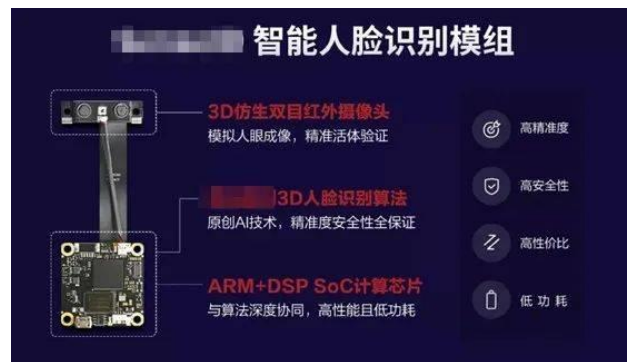 智能人脸识别模组
3D仿生双目红外摄像头
模拟人眼成像，精准活体验证
3D人脸识别算法
原创AI技术，精准度安全性全保证
ARM+DSP SoC计算芯片
与算法深度协同，高性能且低功耗
高精准度
高安全性
高性价比
低功耗